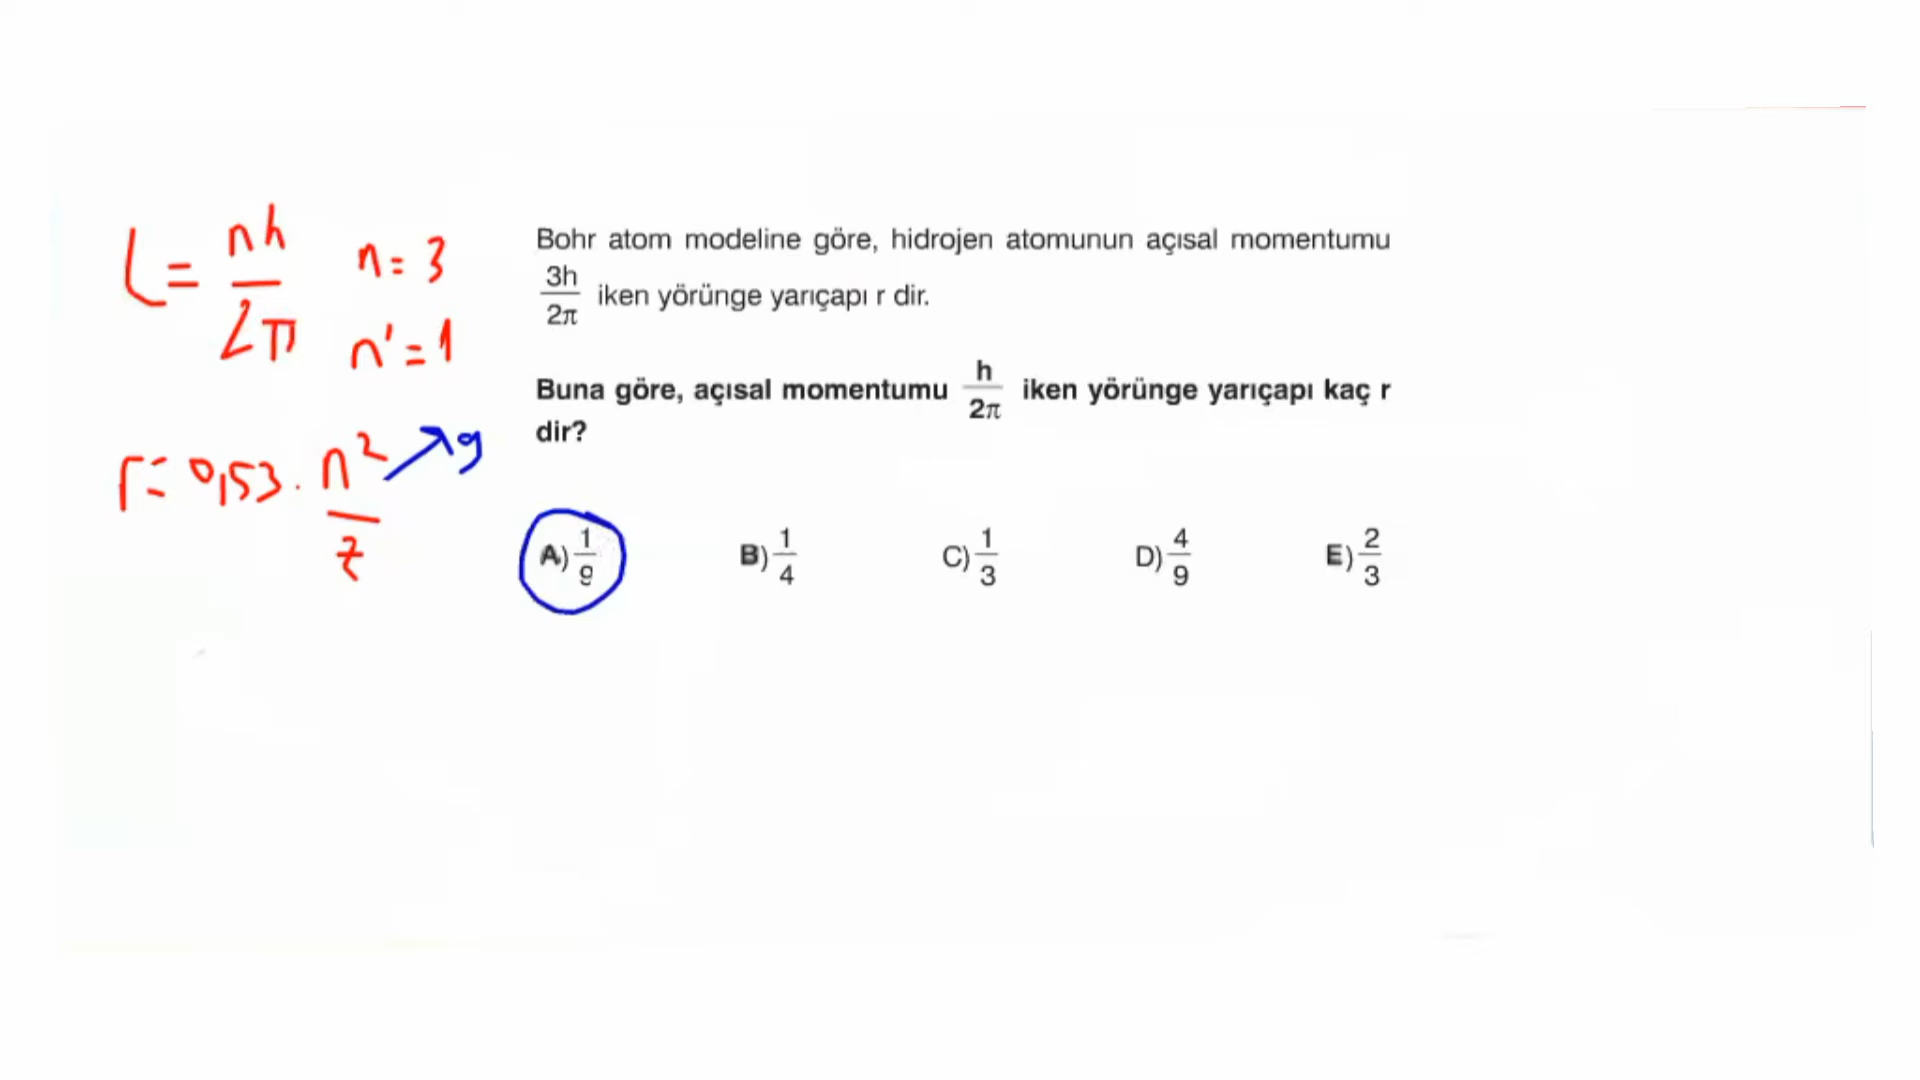 L = nh / 2π
n = 3
n' = 1
r = 0,53 . n² / z → 9
Bohr atom modeline göre, hidrojen atomunun açısal momentumu
3h/2π iken yörünge yarıçapı r dir.
Buna göre, açısal momentumu h/2π iken yörünge yarıçapı kaç r
dir?
A) 1/9 B) 1/4 C) 1/3 D) 4/9 E) 2/3